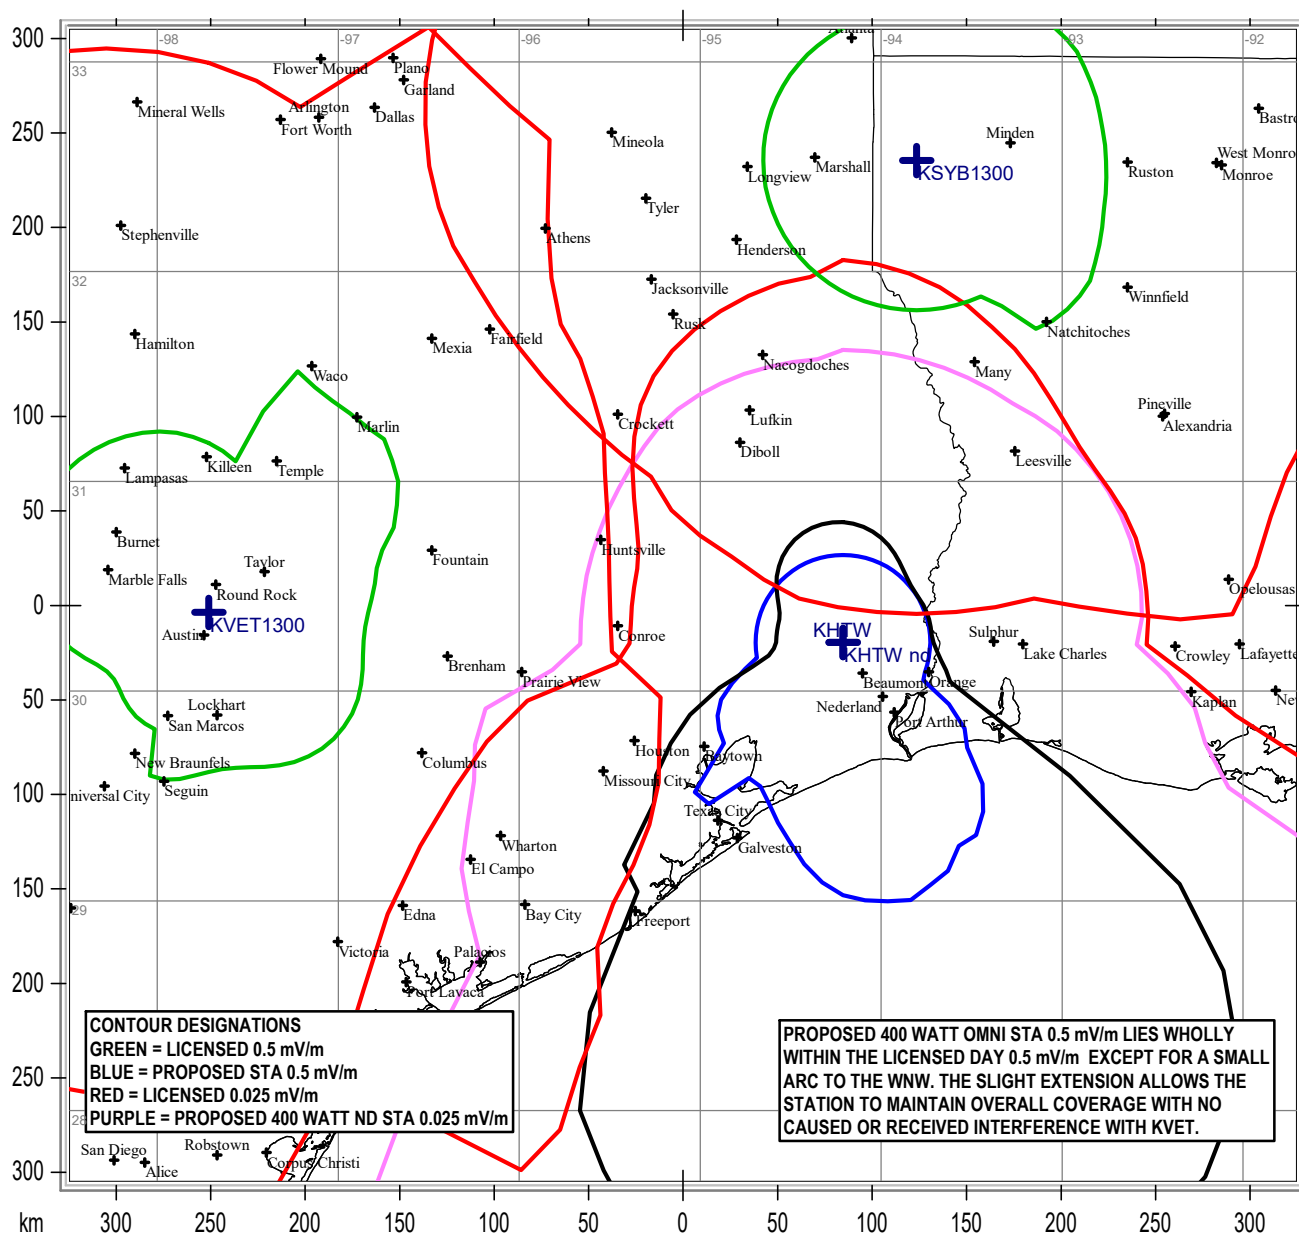 300
250
200
150
100
50
0
50
100
150
200
250
300
km
300
250
200
150
100
50
0
50
100
150
200
250
300
-98
-97
-96
-95
-94
-93
-92
33
32
31
30
29
28
Flower Mound
Plano
Garland
Mineral Wells
Arlington
Fort Worth
Dallas
Mineola
Longview
Marshall
Minden
KSYB1300
Ruston
West Monro
Monroe
Bastro
Tyler
Stephenville
Athens
Henderson
Jacksonville
Winnfield
Rusk
Natchitoches
Hamilton
Mexia
Fairfield
Nacogdoches
Many
Waco
Marlin
Crockett
Lufkin
Pineville
Alexandria
Diboll
Leesville
Killeen
Temple
Lampasas
Burnet
Huntsville
Fountain
Taylor
Marble Falls
Round Rock
Opelousas
KVET1300
Austin
Conroe
KHTW
KHTW nd
Sulphur
Lake Charles
Crowley
Lafayette
Brenham
Prairie View
Beaumont
Orange
Kaplan
Ne
Lockhart
San Marcos
Nederland
Port Arthur
New Braunfels
Columbus
Houston
Baytown
Seguin
niversal City
Missouri City
Texas City
Galveston
Wharton
El Campo
Edna
Bay City
Freeport
Victoria
Palacios
Port Lavaca
San Diego
Alice
Robstown
Corpus Christi
CONTOUR DESIGNATIONS
GREEN = LICENSED 0.5 mV/m
BLUE = PROPOSED STA 0.5 mV/m
RED = LICENSED 0.025 mV/m
PURPLE = PROPOSED 400 WATT ND STA 0.025 mV/m
PROPOSED 400 WATT OMNI STA 0.5 mV/m LIES WHOLLY
WITHIN THE LICENSED DAY 0.5 mV/m EXCEPT FOR A SMALL
ARC TO THE WNW. THE SLIGHT EXTENSION ALLOWS THE
STATION TO MAINTAIN OVERALL COVERAGE WITH NO
CAUSED OR RECEIVED INTERFERENCE WITH KVET.